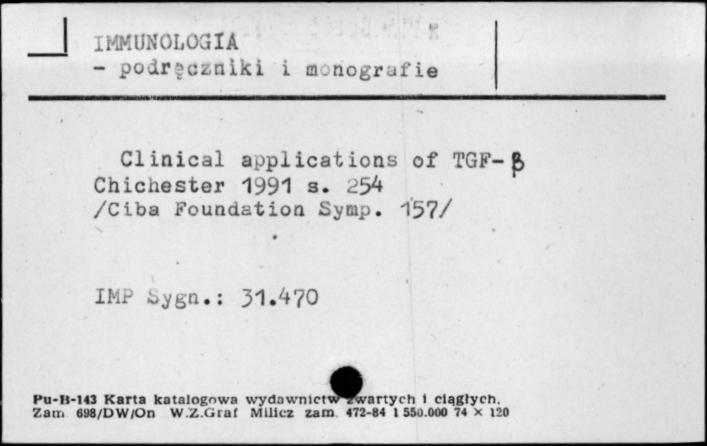 IMMUNOLOGIA
- podręczniki i monografie
Clinical applications of TGF-β
Chichester 1991 s. 254
/Ciba Foundation Symp. 157/
IMP Sygn.: 31.470
Pu-B-143 Karta katalogowa wydawnictw zwartych i ciągłych.
Zam 698/DW/On W.Z.Graf Milicz zam. 472-84 1 550.000 74 × 120